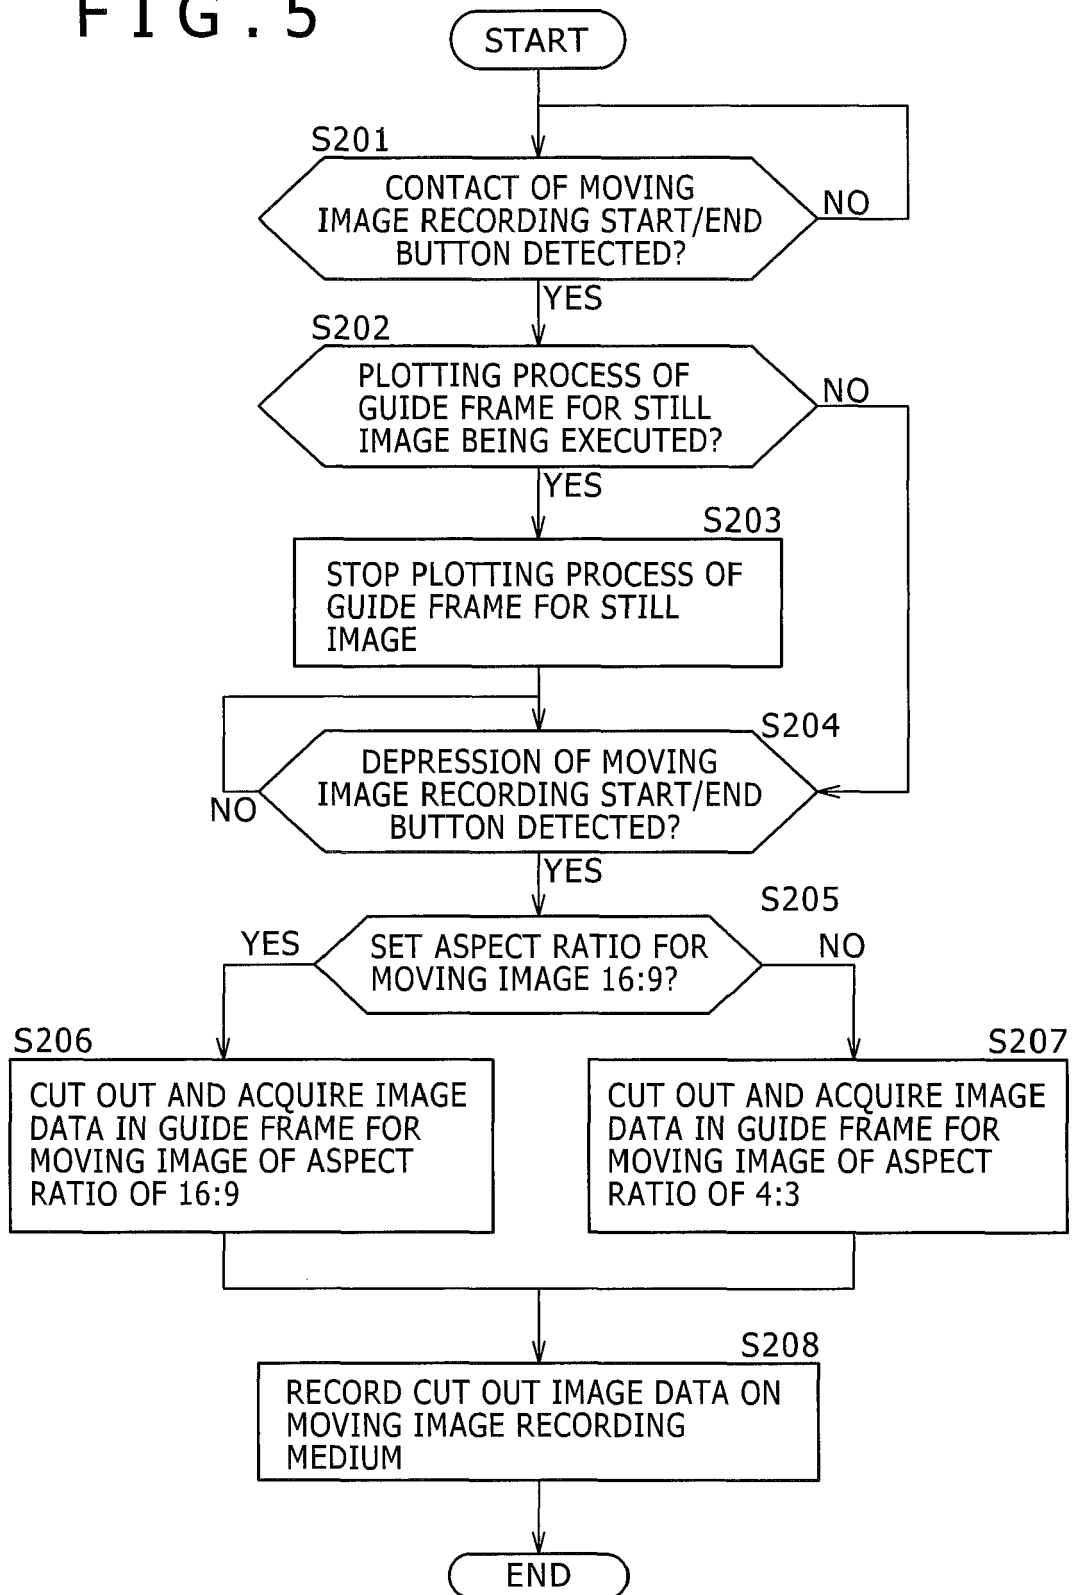 FIG.5
START
S201
CONTACT OF MOVING
IMAGE RECORDING START/END
BUTTON DETECTED?
NO
YES
S202
PLOTTING PROCESS OF
GUIDE FRAME FOR STILL
IMAGE BEING EXECUTED?
NO
YES
S203
STOP PLOTTING PROCESS OF
GUIDE FRAME FOR STILL
IMAGE
S204
DEPRESSION OF MOVING
IMAGE RECORDING START/END
BUTTON DETECTED?
NO
YES
S205
SET ASPECT RATIO FOR
MOVING IMAGE 16:9?
YES
NO
S206
CUT OUT AND ACQUIRE IMAGE
DATA IN GUIDE FRAME FOR
MOVING IMAGE OF ASPECT
RATIO OF 16:9
S207
CUT OUT AND ACQUIRE IMAGE
DATA IN GUIDE FRAME FOR
MOVING IMAGE OF ASPECT
RATIO OF 4:3
S208
RECORD CUT OUT IMAGE DATA ON
MOVING IMAGE RECORDING
MEDIUM
END